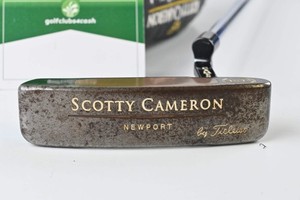 golfclubs4cash
SCOTTY CAMERON
NEWPORT
by Titleist